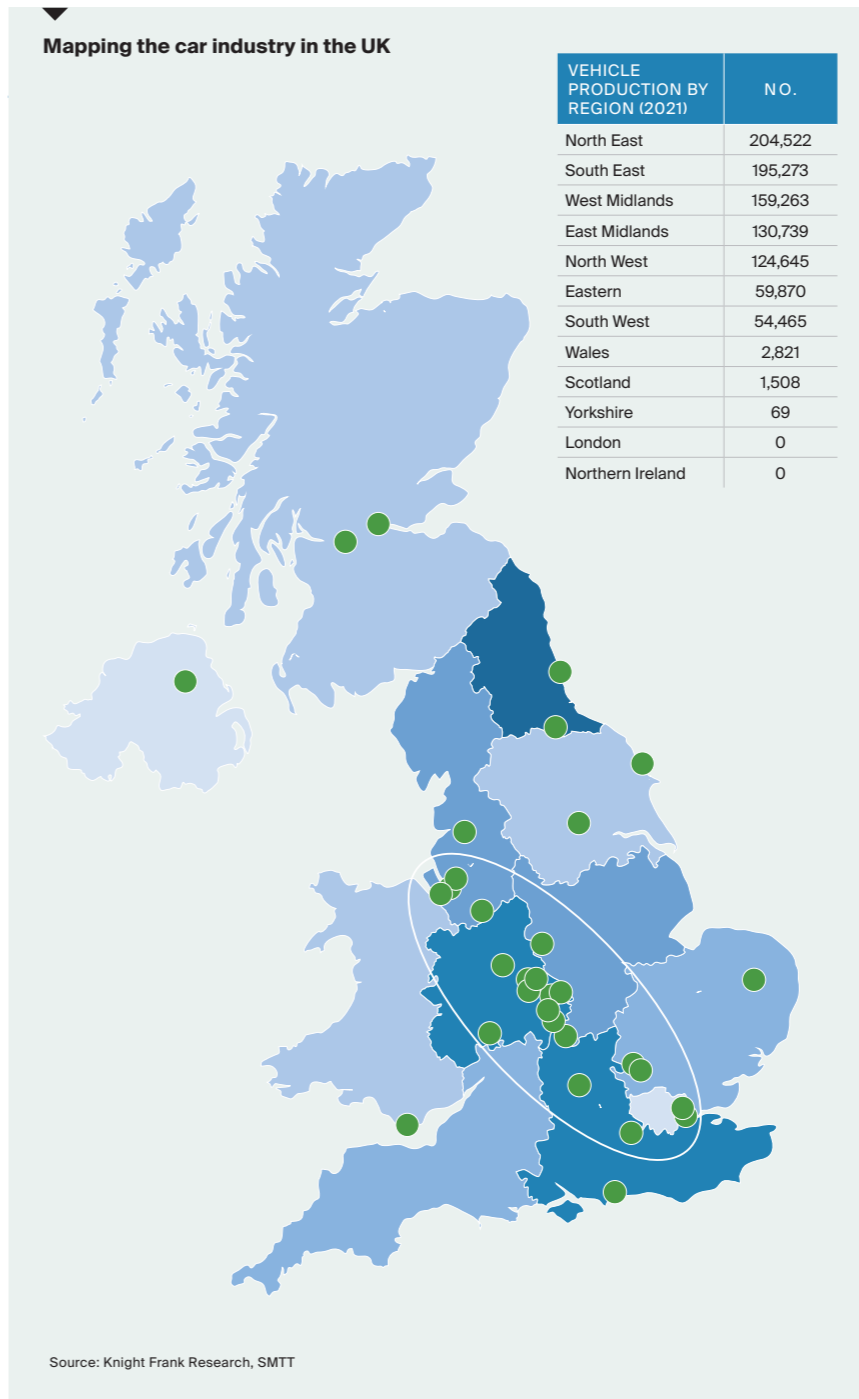 Mapping the car industry in the UK
VEHICLE
PRODUCTION BY
REGION (2021)
NO.
North East 204,522
South East 195,273
West Midlands 159,263
East Midlands 130,739
North West 124,645
Eastern 59,870
South West 54,465
Wales 2,821
Scotland 1,508
Yorkshire 69
London 0
Northern Ireland 0
Source: Knight Frank Research, SMTT